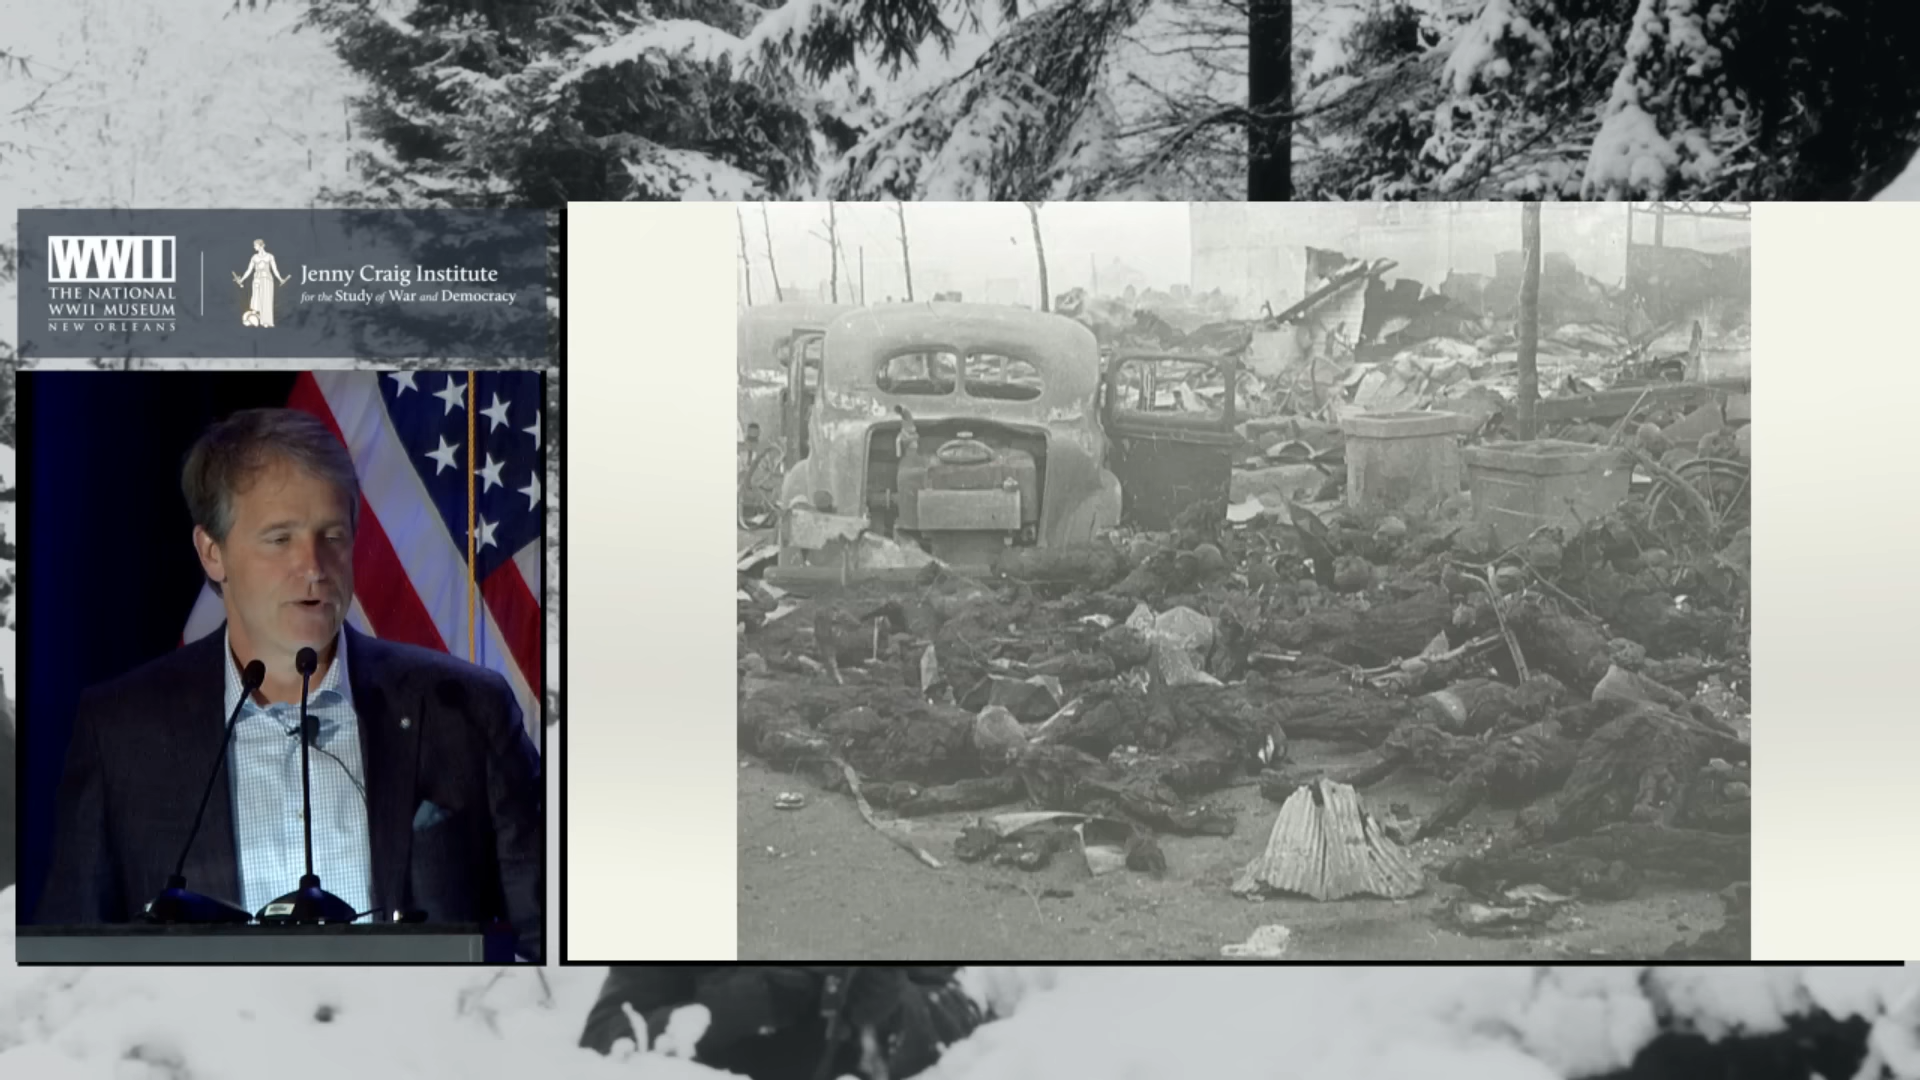 WWII
THE NATIONAL
WWII MUSEUM
NEW ORLEANS
Jenny Craig Institute
for the Study of War and Democracy